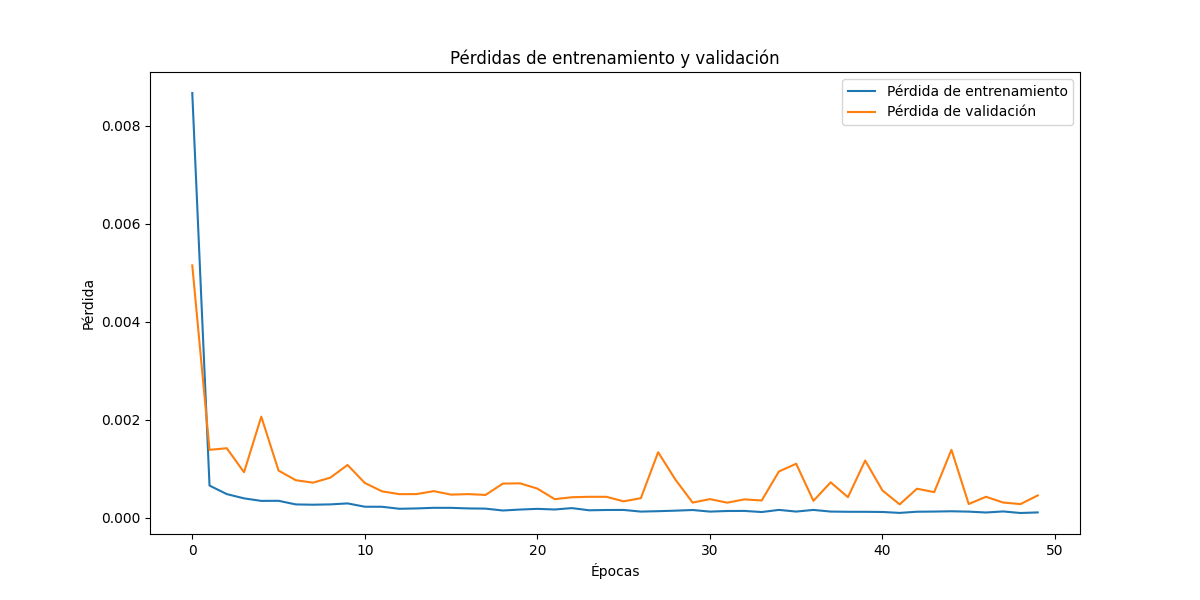 Pérdidas de entrenamiento y validación
Pérdida de entrenamiento
Pérdida de validación
0.008
0.006
0.004
0.002
0.000
Pérdida
0
10
20
30
40
50
Épocas